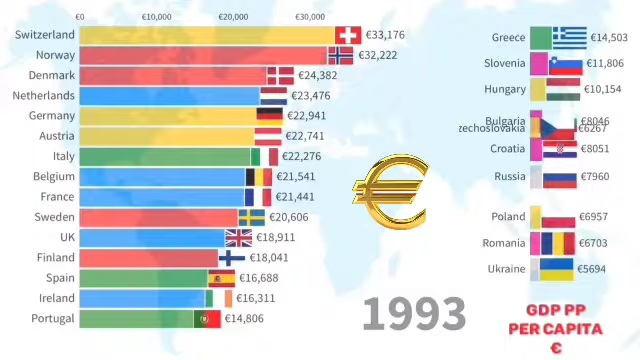 €0 €10,000 €20,000 €30,000
Switzerland €33,176
Norway €32,222
Denmark €24,382
Netherlands €23,476
Germany €22,941
Austria €22,741
Italy €22,276
Belgium €21,541
France €21,441
Sweden €20,606
UK €18,911
Finland €18,041
Spain €16,688
Ireland €16,311
Portugal €14,806
Greece €14,503
Slovenia €11,806
Hungary €10,154
Bulgaria €8046
zechoslovakia €6267
Croatia €8051
Russia €7960
Poland €6957
Romania €6703
Ukraine €5694
€
1993
GDP PP
PER CAPITA
€